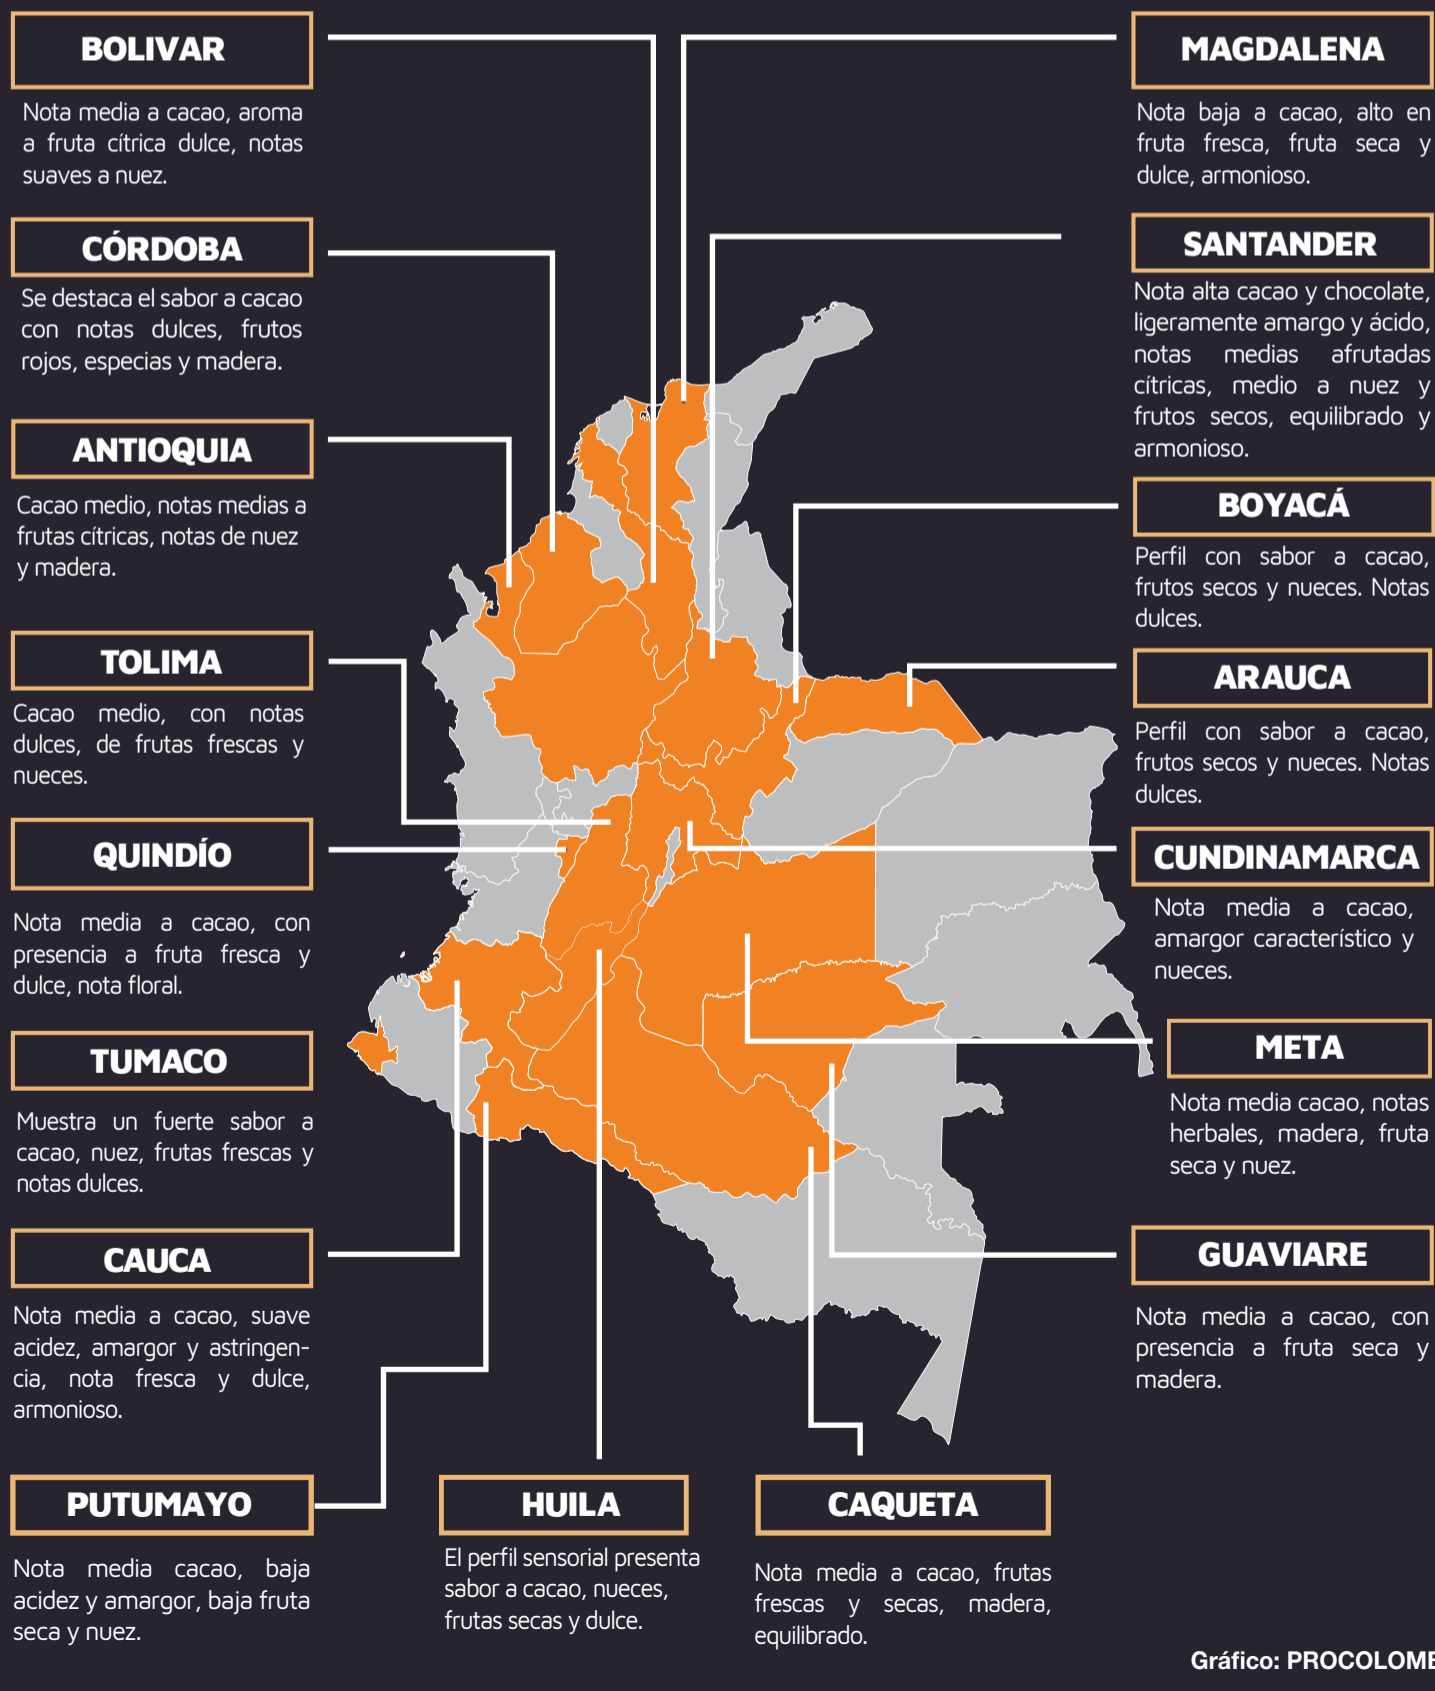 BOLIVAR
Nota media a cacao, aroma
a fruta cítrica dulce, notas
suaves a nuez.
CÓRDOBA
Se destaca el sabor a cacao
con notas dulces, frutos
rojos, especias y madera.
ANTIOQUIA
Cacao medio, notas medias a
frutas cítricas, notas de nuez
y madera.
TOLIMA
Cacao medio, con notas
dulces, de frutas frescas y
nueces.
QUINDÍO
Nota media a cacao, con
presencia a fruta fresca y
dulce, nota floral.
TUMACO
Muestra un fuerte sabor a
cacao, nuez, frutas frescas y
notas dulces.
CAUCA
Nota media a cacao, suave
acidez, amargor y astringen-
cia, nota fresca y dulce,
armonioso.
PUTUMAYO
Nota media cacao, baja
acidez y amargor, baja fruta
seca y nuez.
HUILA
El perfil sensorial presenta
sabor a cacao, nueces,
frutas secas y dulce.
CAQUETA
Nota media a cacao, frutas
frescas y secas, madera,
equilibrado.
MAGDALENA
Nota baja a cacao, alto en
fruta fresca, fruta seca y
dulce, armonioso.
SANTANDER
Nota alta cacao y chocolate,
ligeramente amargo y ácido,
notas medias afrutadas
cítricas, medio a nuez y
frutos secos, equilibrado y
armonioso.
BOYACÁ
Perfil con sabor a cacao,
frutos secos y nueces. Notas
dulces.
ARAUCA
Perfil con sabor a cacao,
frutos secos y nueces. Notas
dulces.
CUNDINAMARCA
Nota media a cacao,
amargor característico y
nueces.
META
Nota media cacao, notas
herbales, madera, fruta
seca y nuez.
GUAVIARE
Nota media a cacao, con
presencia a fruta seca y
madera.
Gráfico: PROCOLOMB